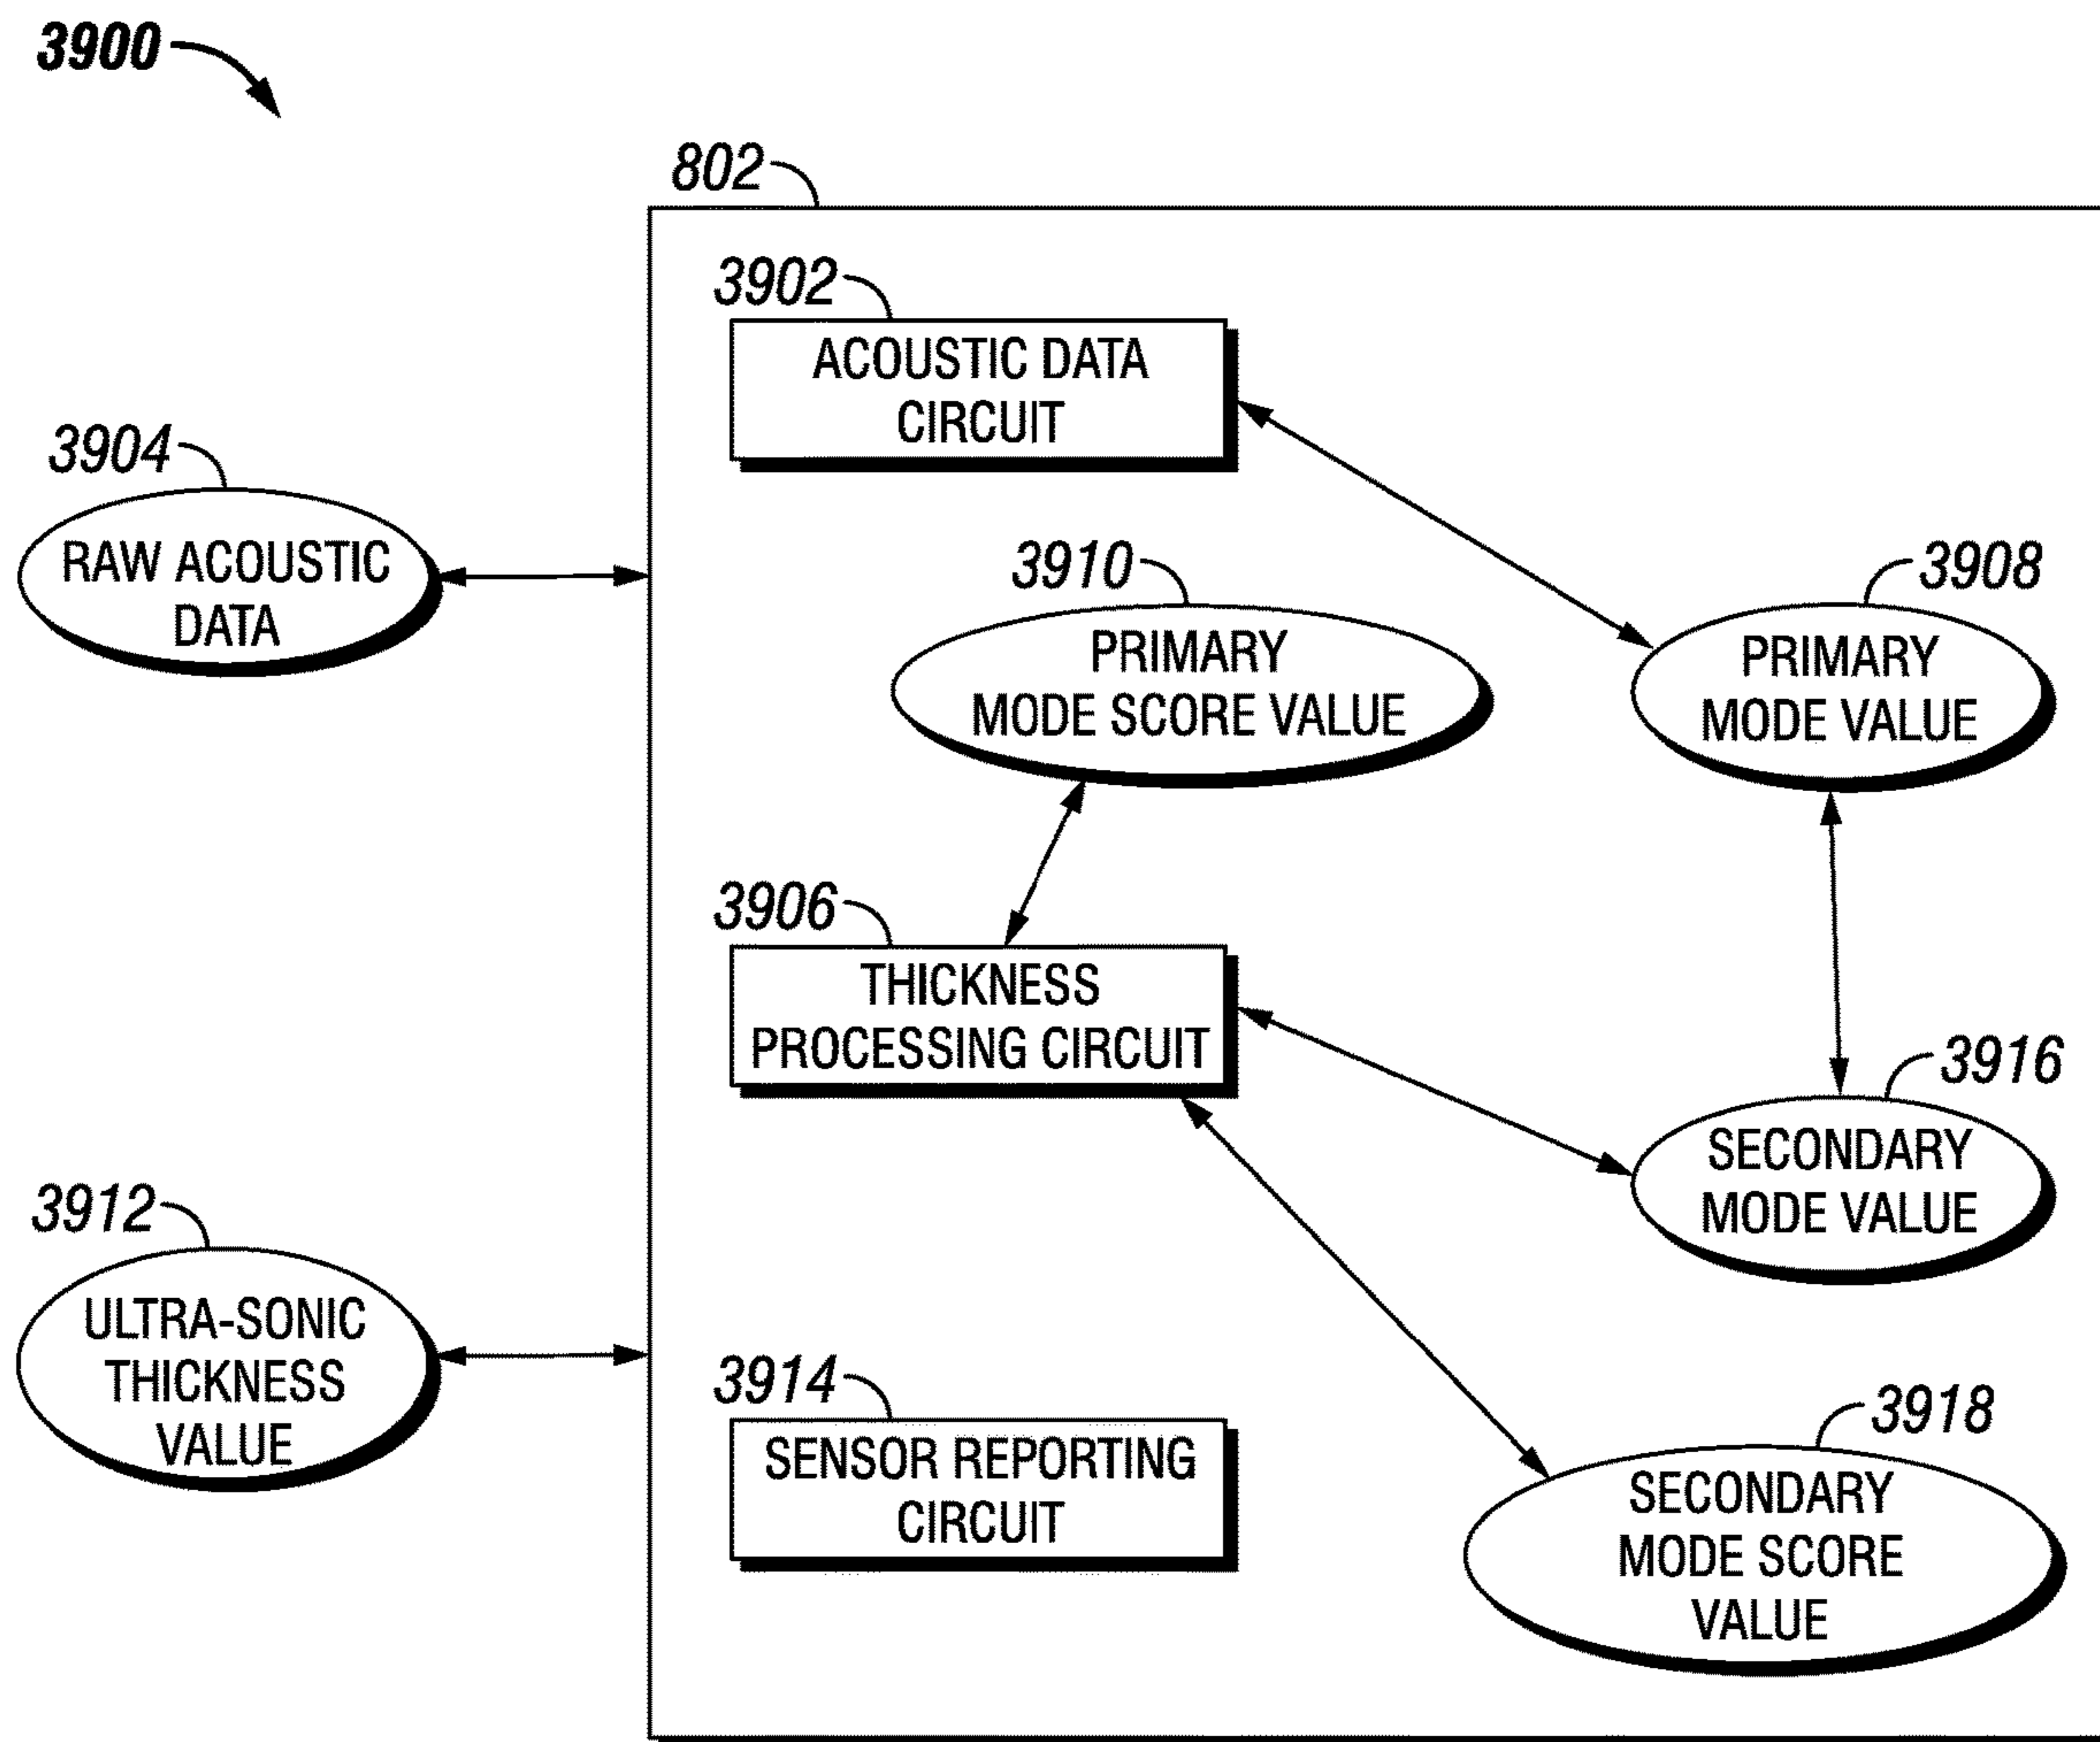 3900
802
3902
ACOUSTIC DATA
CIRCUIT
3904
RAW ACOUSTIC
DATA
3910
PRIMARY
MODE SCORE VALUE
3908
PRIMARY
MODE VALUE
3906
THICKNESS
PROCESSING CIRCUIT
3916
SECONDARY
MODE VALUE
3912
ULTRA-SONIC
THICKNESS
VALUE
3914
SENSOR REPORTING
CIRCUIT
3918
SECONDARY
MODE SCORE
VALUE